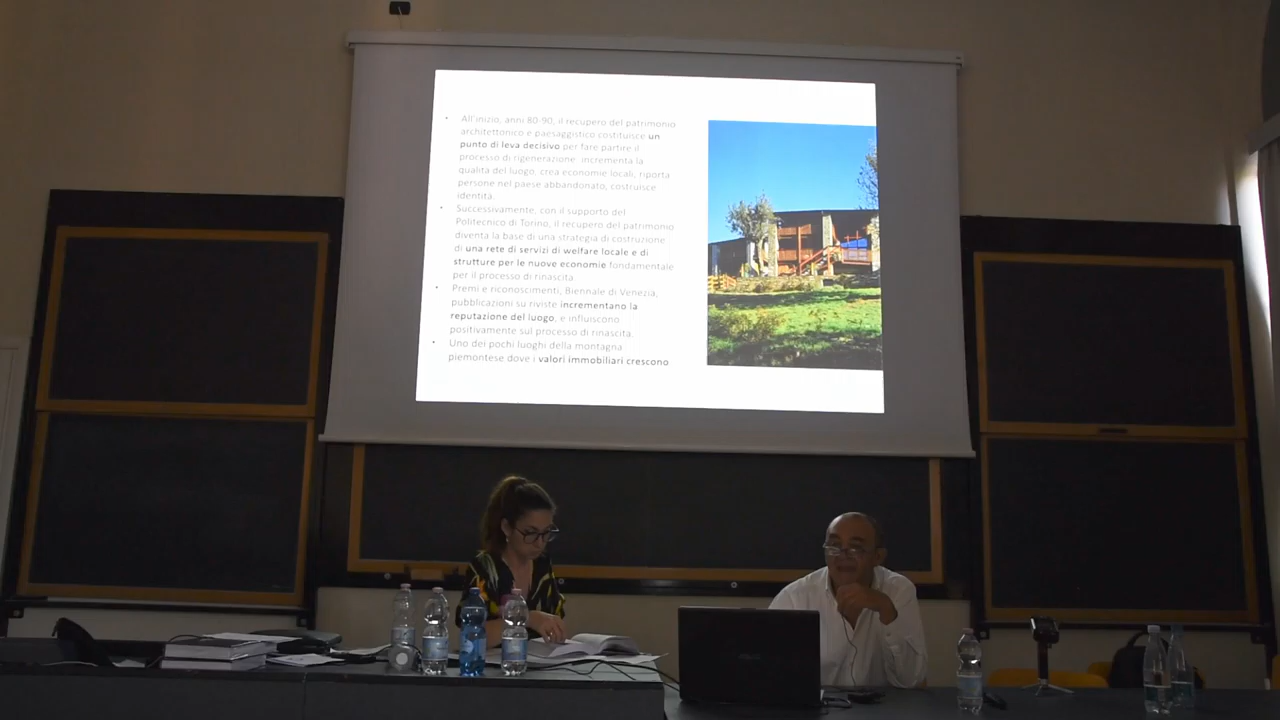 • All'inizio, anni 80-90, il recupero del patrimonio
architettonico e paesaggistico costituisce un
punto di leva decisivo per fare partire il
processo di rigenerazione: incrementa la
qualità del luogo, crea economie locali, riporta
persone nel paese abbandonato, costruisce
identità.
• Successivamente, con il supporto del
Politecnico di Torino, il recupero del patrimonio
diventa la base di una strategia di costruzione
di una rete di servizi di welfare locale e di
strutture per le nuove economie fondamentale
per il processo di rinascita
• Premi e riconoscimenti, Biennale di Venezia,
pubblicazioni su riviste incrementano la
reputazione del luogo, e influiscono
positivamente sul processo di rinascita.
• Uno dei pochi luoghi della montagna
piemontese dove i valori immobiliari crescono